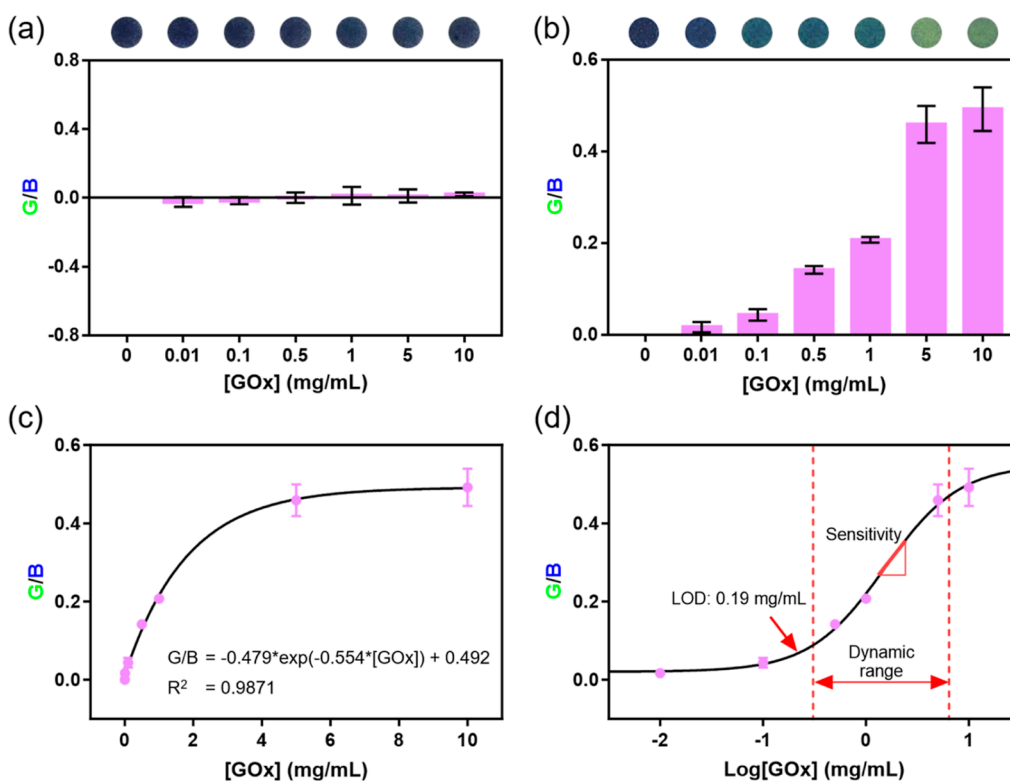 (a)
0.8
0.4
0.0
-0.4
-0.8
G/B
0 0.01 0.1 0.5 1 5 10
[GOx] (mg/mL)
(b)
0.6
0.4
0.2
0.0
G/B
0 0.01 0.1 0.5 1 5 10
[GOx] (mg/mL)
(c)
0.6
0.4
0.2
0.0
G/B
G/B = -0.479*exp(-0.554*[GOx]) + 0.492
R² = 0.9871
0 2 4 6 8 10
[GOx] (mg/mL)
(d)
0.6
0.4
0.2
0.0
G/B
Sensitivity
LOD: 0.19 mg/mL
Dynamic
range
-2 -1 0 1
Log[GOx] (mg/mL)